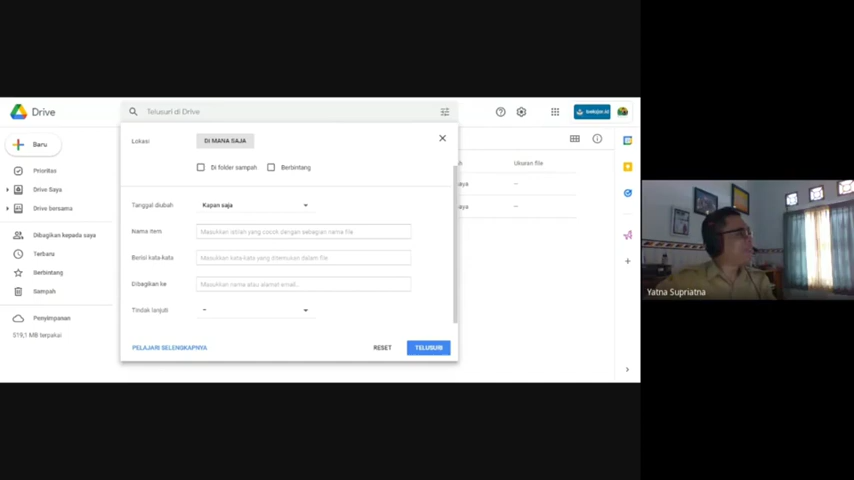 Drive
Telusuri di Drive
Baru
Prioritas
Drive Saya
Drive bersama
Dibagikan kepada saya
Terbaru
Berbintang
Sampah
Penyimpanan
519,1 MB terpakai
Lokasi
DI MANA SAJA
Di folder sampah
Berbintang
Tanggal diubah
Kapan saja
Nama item
Masukkan istilah yang cocok dengan sebagian nama file
Berisi kata-kata
Masukkan kata-kata yang ditemukan dalam file
Dibagikan ke
Masukkan nama atau alamat email...
Tindak lanjuti
-
PELAJARI SELENGKAPNYA
RESET
TELUSURI
Ukuran file
aya
–
aya
–
Yatna Supriatna